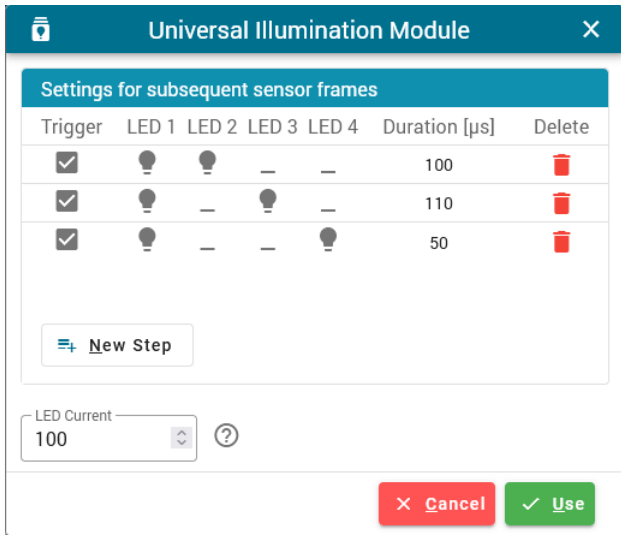 Universal Illumination Module
Settings for subsequent sensor frames
Trigger LED 1 LED 2 LED 3 LED 4 Duration [µs] Delete
100
110
50
New Step
LED Current
100
Cancel Use